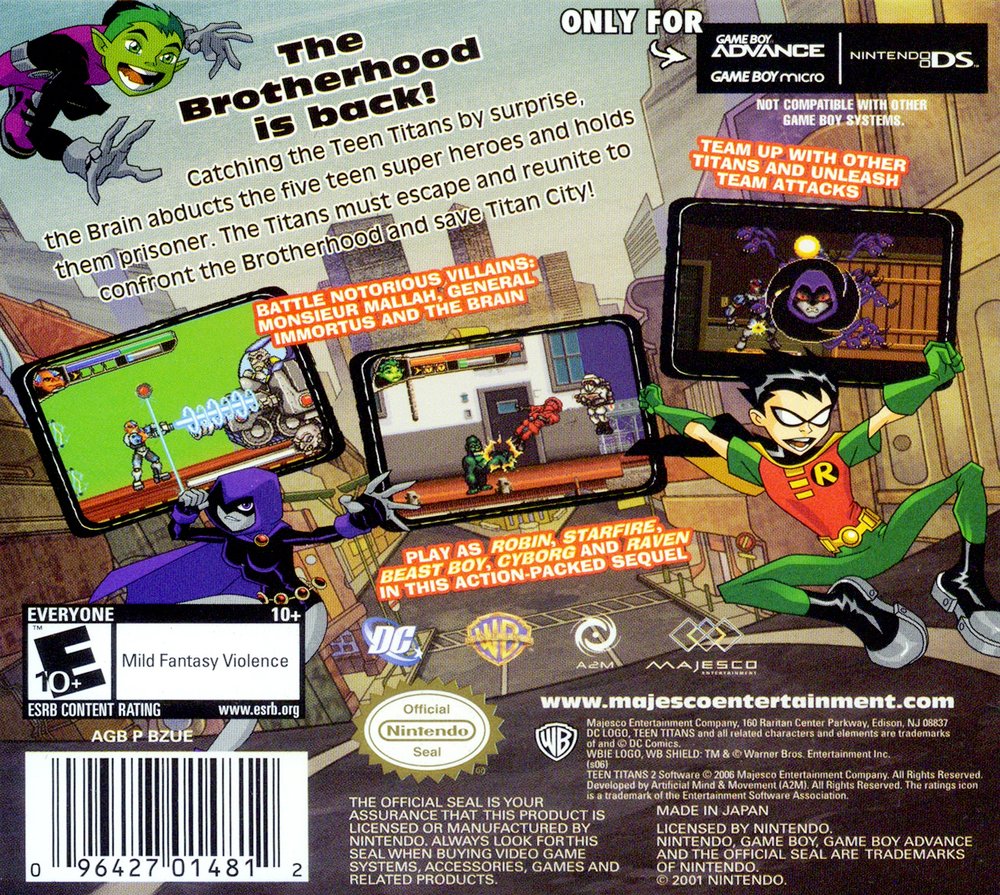 The
Brotherhood
is back!
Catching the Teen Titans by surprise,
the Brain abducts the five teen super heroes and holds
them prisoner. The Titans must escape and reunite to
confront the Brotherhood and save Titan City!
ONLY FOR
GAME BOY
ADVANCE
GAME BOY micro
NINTENDO DS™
NOT COMPATIBLE WITH OTHER
GAME BOY SYSTEMS.
TEAM UP WITH OTHER
TITANS AND UNLEASH
TEAM ATTACKS
BATTLE NOTORIOUS VILLAINS:
MONSIEUR MALLAH, GENERAL
IMMORTUS AND THE BRAIN
R
PLAY AS ROBIN, STARFIRE,
BEAST BOY, CYBORG AND RAVEN
IN THIS ACTION-PACKED SEQUEL
EVERYONE 10+
™
E
10+
Mild Fantasy Violence
ESRB CONTENT RATING www.esrb.org
DC
WB
A2M
MAJESCO
ENTERTAINMENT
AGB P BZUE
0 96427 01481 2
Official
Nintendo
Seal
®
THE OFFICIAL SEAL IS YOUR
ASSURANCE THAT THIS PRODUCT IS
LICENSED OR MANUFACTURED BY
NINTENDO. ALWAYS LOOK FOR THIS
SEAL WHEN BUYING VIDEO GAME
SYSTEMS, ACCESSORIES, GAMES AND
RELATED PRODUCTS.
www.majescoentertainment.com
WB
Majesco Entertainment Company, 160 Raritan Center Parkway, Edison, NJ 08837
DC LOGO, TEEN TITANS and all related characters and elements are trademarks
of and © DC Comics.
WBIE LOGO, WB SHIELD: TM & © Warner Bros. Entertainment Inc.
(s06)
TEEN TITANS 2 Software © 2006 Majesco Entertainment Company. All Rights Reserved.
Developed by Artificial Mind & Movement (A2M). All Rights Reserved. The ratings icon
is a trademark of the Entertainment Software Association.
MADE IN JAPAN
LICENSED BY NINTENDO.
NINTENDO, GAME BOY, GAME BOY ADVANCE
AND THE OFFICIAL SEAL ARE TRADEMARKS
OF NINTENDO.
© 2001 NINTENDO.